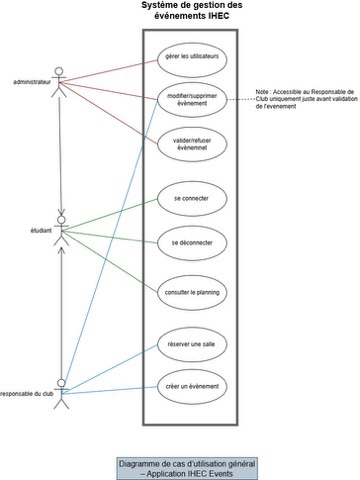 Système de gestion des
événements IHEC
gérer les utilisateurs
administrateur
modifier/supprimer
évènement
Note : Accessible au Responsable de
Club uniquement juste avant validation
de l'evenement
valider/refuser
évènemnet
se connecter
étudiant
se déconnecter
consulter le planning
réserver une salle
créer un évènement
responsable du club
Diagramme de cas d'utilisation général
– Application IHEC Events